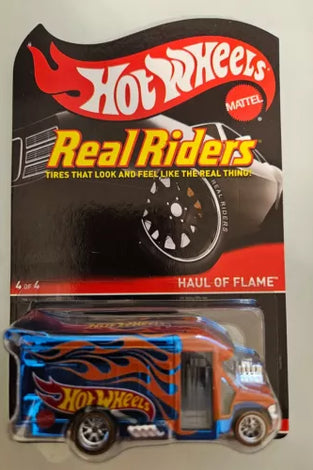 HOT WHEELS
MATTEL
Real Riders
TIRES THAT LOOK AND FEEL LIKE THE REAL THING!
REAL RIDERS
4 OF 4
HAUL OF FLAME™
HOT WHEELS